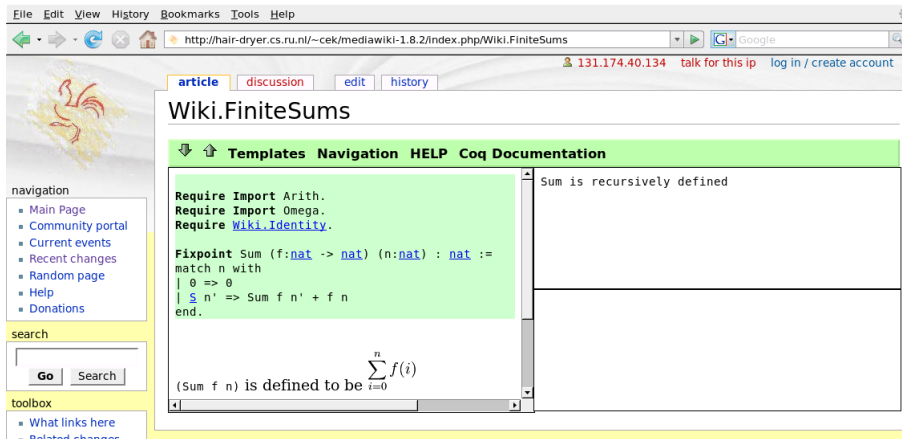 File Edit View History Bookmarks Tools Help
http://hair-dryer.cs.ru.nl/~cek/mediawiki-1.8.2/index.php/Wiki.FiniteSums
G Google
131.174.40.134 talk for this ip log in / create account
article discussion edit history
Wiki.FiniteSums
Templates Navigation HELP Coq Documentation
navigation
Main Page
Community portal
Current events
Recent changes
Random page
Help
Donations
search
Go Search
toolbox
What links here
Related changes
Require Import Arith.
Require Import Omega.
Require Wiki.Identity.
Fixpoint Sum (f:nat -> nat) (n:nat) : nat :=
match n with
| 0 => 0
| S n' => Sum f n' + f n
end.
(Sum f n) is defined to be ∑_{i=0}^{n} f(i)
Sum is recursively defined